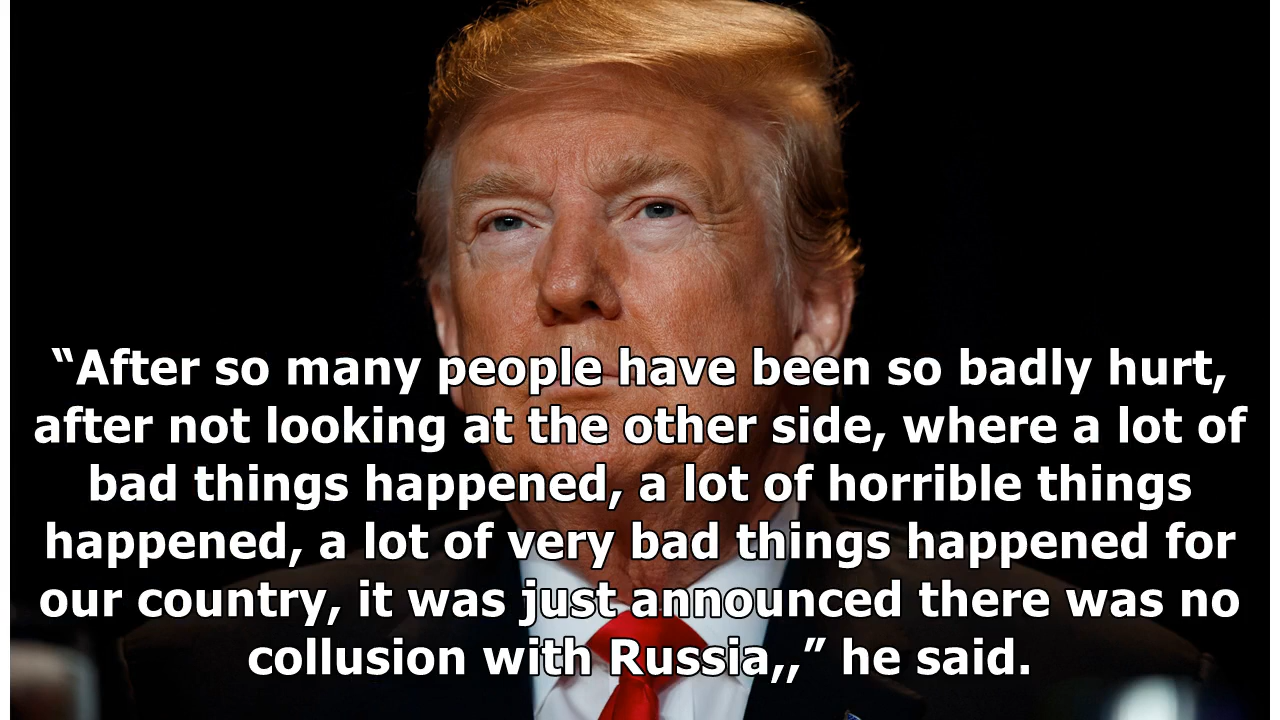 “After so many people have been so badly hurt,
after not looking at the other side, where a lot of
bad things happened, a lot of horrible things
happened, a lot of very bad things happened for
our country, it was just announced there was no
collusion with Russia,,” he said.